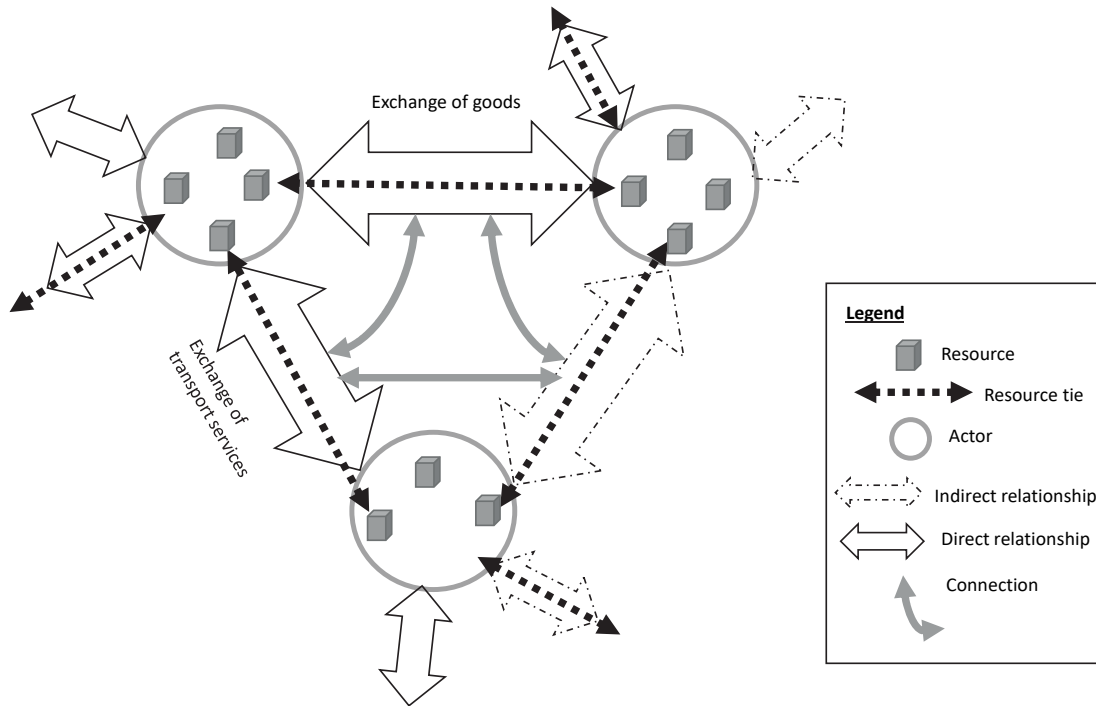 Exchange of goods
Exchange of
transport services
Legend
Resource
Resource tie
Actor
Indirect relationship
Direct relationship
Connection